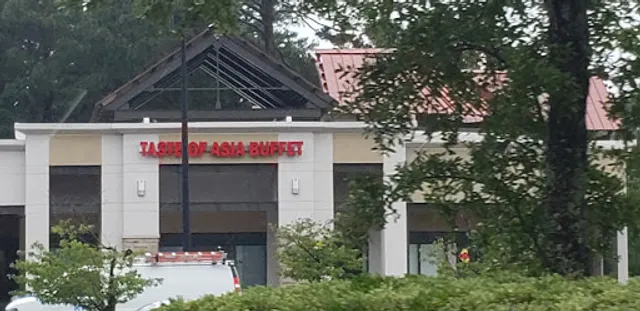 TASTE OF ASIA BUFFET